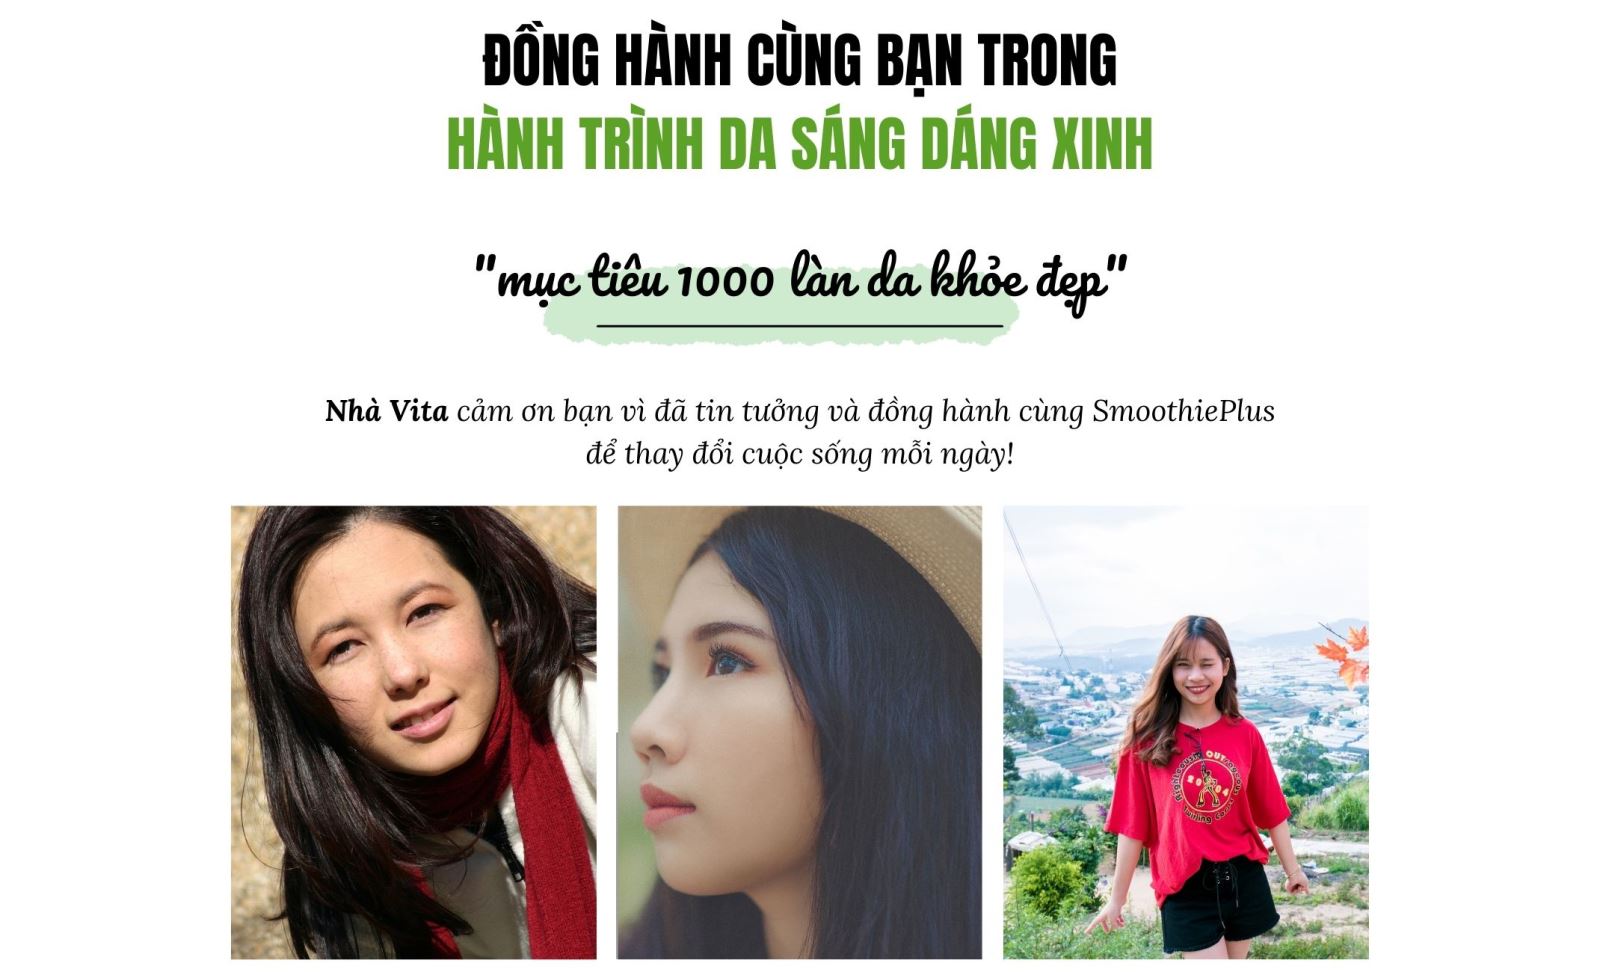 ĐỒNG HÀNH CÙNG BẠN TRONG
HÀNH TRÌNH DA SÁNG DÁNG XINH
"mục tiêu 1000 làn da khỏe đẹp"
Nhà Vita cảm ơn bạn vì đã tin tưởng và đồng hành cùng SmoothiePlus
để thay đổi cuộc sống mỗi ngày!